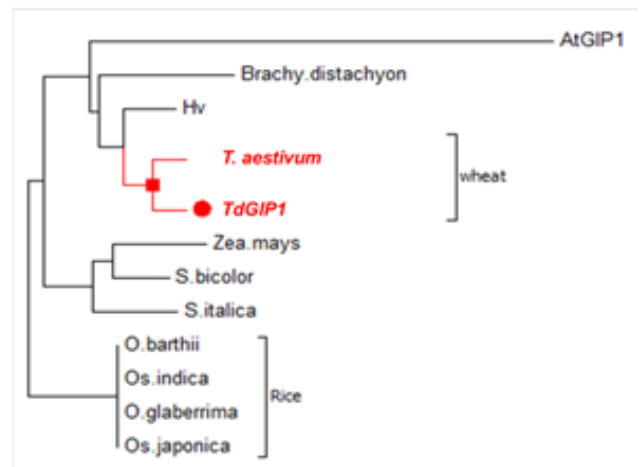 AtGIP1
Brachy.distachyon
Hv
T. aestivum
wheat
TdGIP1
Zea.mays
S.bicolor
S.italica
O.barthii
Os.indica
Rice
O.glaberrima
Os.japonica